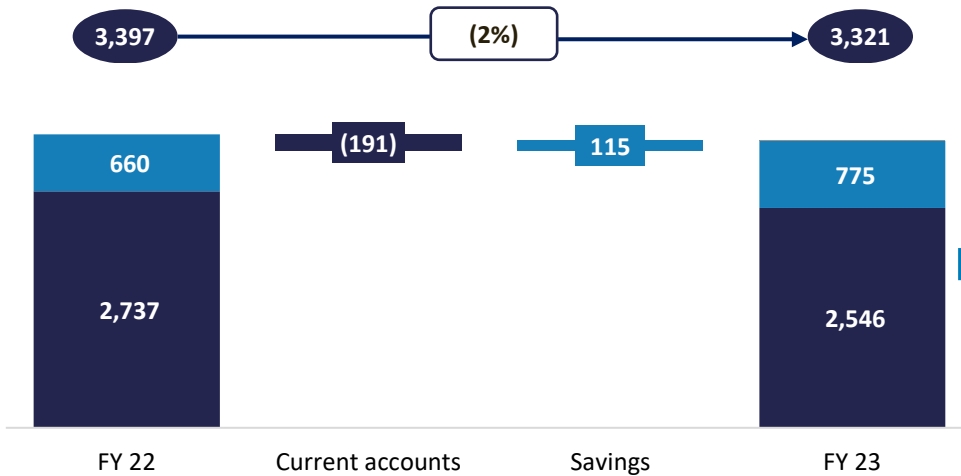 3,397
(2%)
3,321
660
(191)
115
775
2,737
2,546
FY 22
Current accounts
Savings
FY 23